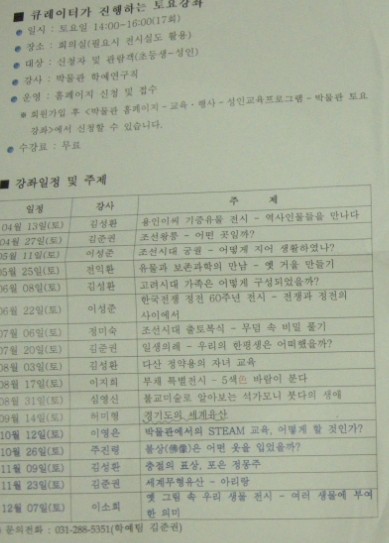 ■ 큐레이터가 진행하는 토요강좌
● 일시 : 토요일 14:00-16:00(17회)
● 장소 : 회의실(필요시 전시실도 활용)
● 대상 : 신청자 및 관람객(초등생-성인)
● 강사 : 박물관 학예연구직
● 운영 : 홈페이지 신청 및 접수
※ 회원가입 후 <박물관 홈페이지 - 교육·행사 - 성인교육프로그램 - 박물관 토요
강좌>에서 신청할 수 있습니다.
● 수강료 : 무료
■ 강좌일정 및 주제
일정 강사 주 제
04월 13일(토) 김성환 용인이씨 기증유물 전시 - 역사인물들을 만나다
04월 27일(토) 김준권 조선왕릉 - 어떤 곳일까?
05월 11일(토) 이성준 조선시대 궁궐 - 어떻게 지어 생활하였나?
05월 25일(토) 전익환 유물과 보존과학의 만남 - 옛 거울 만들기
06월 08일(토) 김성환 고려시대 가족은 어떻게 구성되었을까?
06월 22일(토) 이성준 한국전쟁 정전 60주년 전시 - 전쟁과 정전의
사이에서
07월 06일(토) 정미숙 조선시대 출토복식 - 무덤 속 비밀 풀기
07월 20일(토) 김준권 일생의례 - 우리의 한평생은 어떠했을까?
08월 03일(토) 김성환 다산 정약용의 자녀 교육
08월 17일(토) 이지희 부채 특별전시 - 5색色 바람이 분다
08월 31일(토) 심영신 불교미술로 알아보는 석가모니 붓다의 생애
09월 14일(토) 허미형 경기도의 세계유산
10월 12일(토) 이영은 박물관에서의 STEAM 교육, 어떻게 할 것인가?
10월 26일(토) 주진령 불상(佛像)은 어떤 옷을 입었을까?
11월 09일(토) 김성환 충절의 표상, 포은 정몽주
11월 23일(토) 김준권 세계무형유산 - 아리랑
12월 07일(토) 이소희 옛 그림 속 우리 생물 전시 - 여러 생물에 부여
한 의미
문의전화 : 031-288-5351(학예팀 김준권)